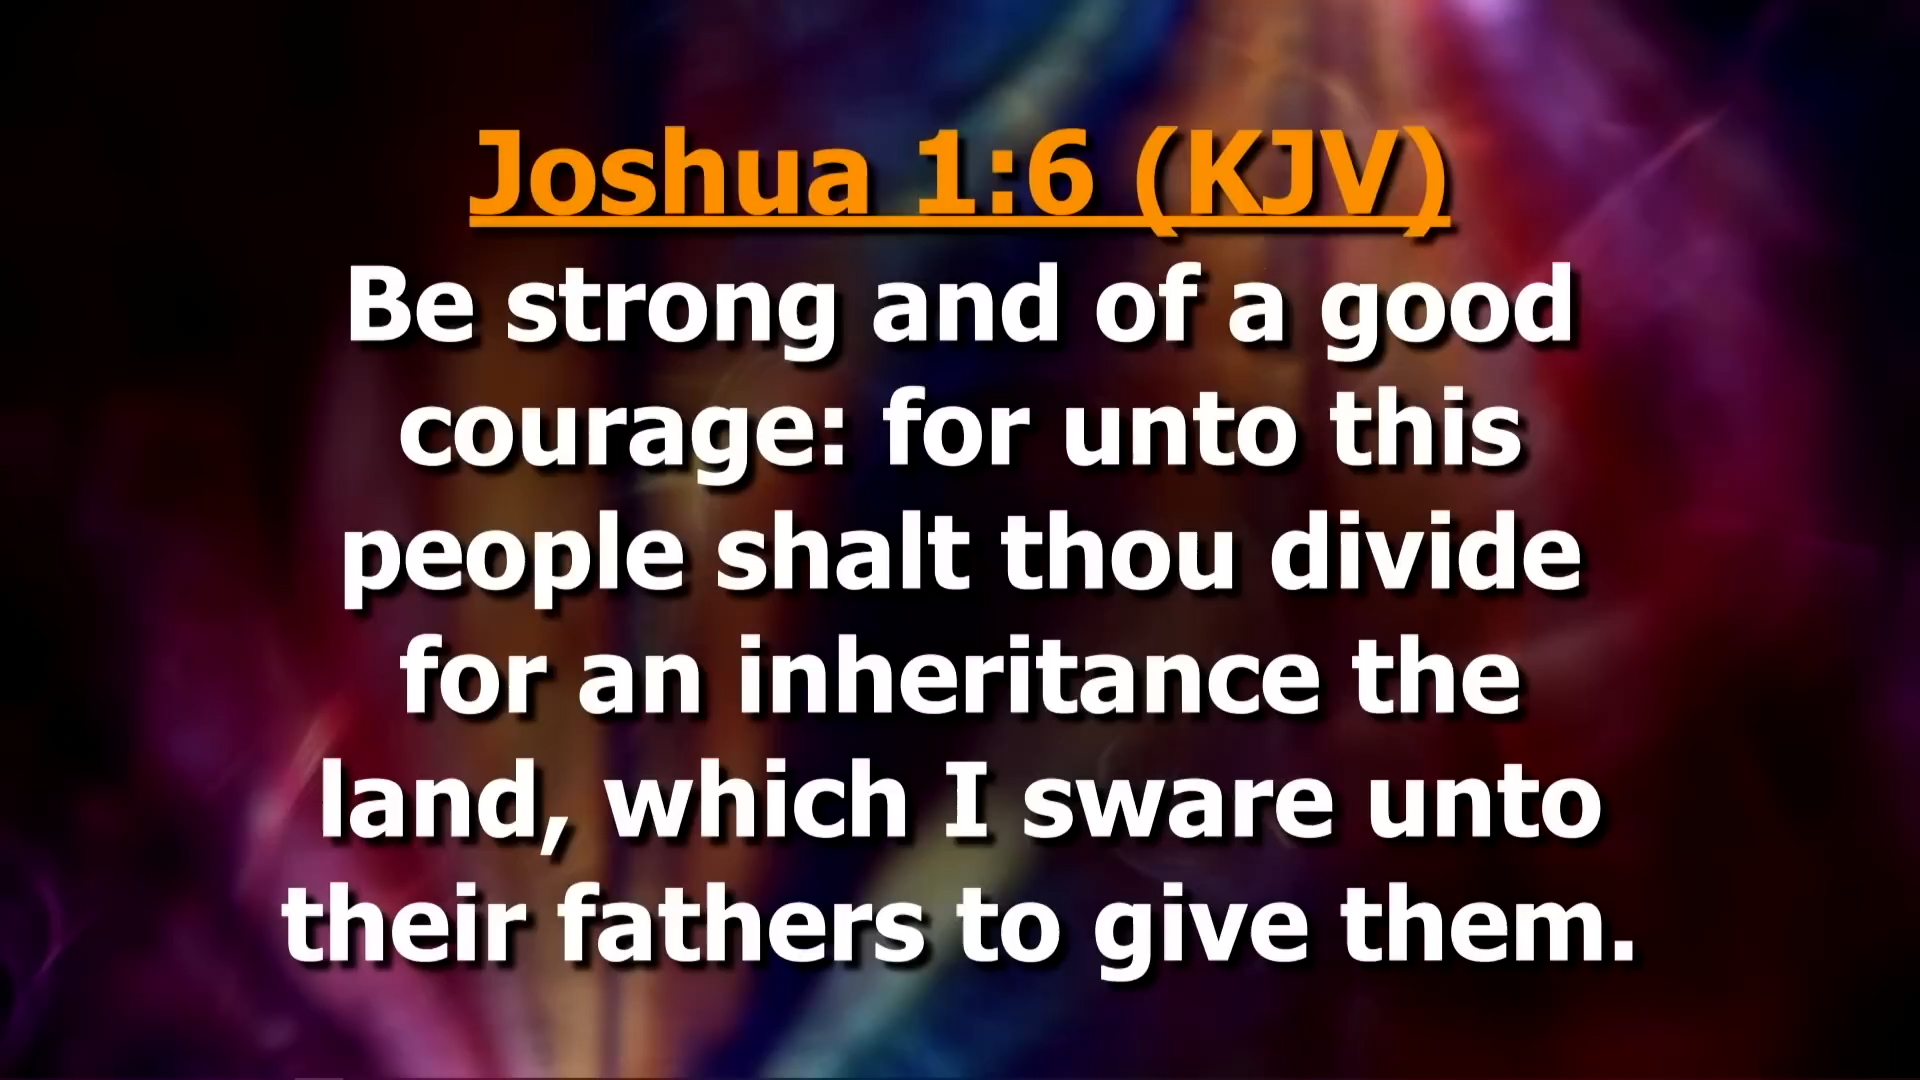 Joshua 1:6 (KJV)
Be strong and of a good
courage: for unto this
people shalt thou divide
for an inheritance the
land, which I sware unto
their fathers to give them.